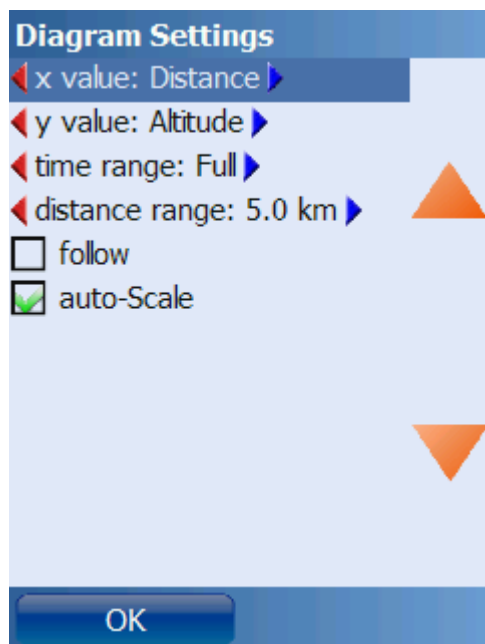 Diagram Settings
x value: Distance
y value: Altitude
time range: Full
distance range: 5.0 km
follow
auto-Scale
OK